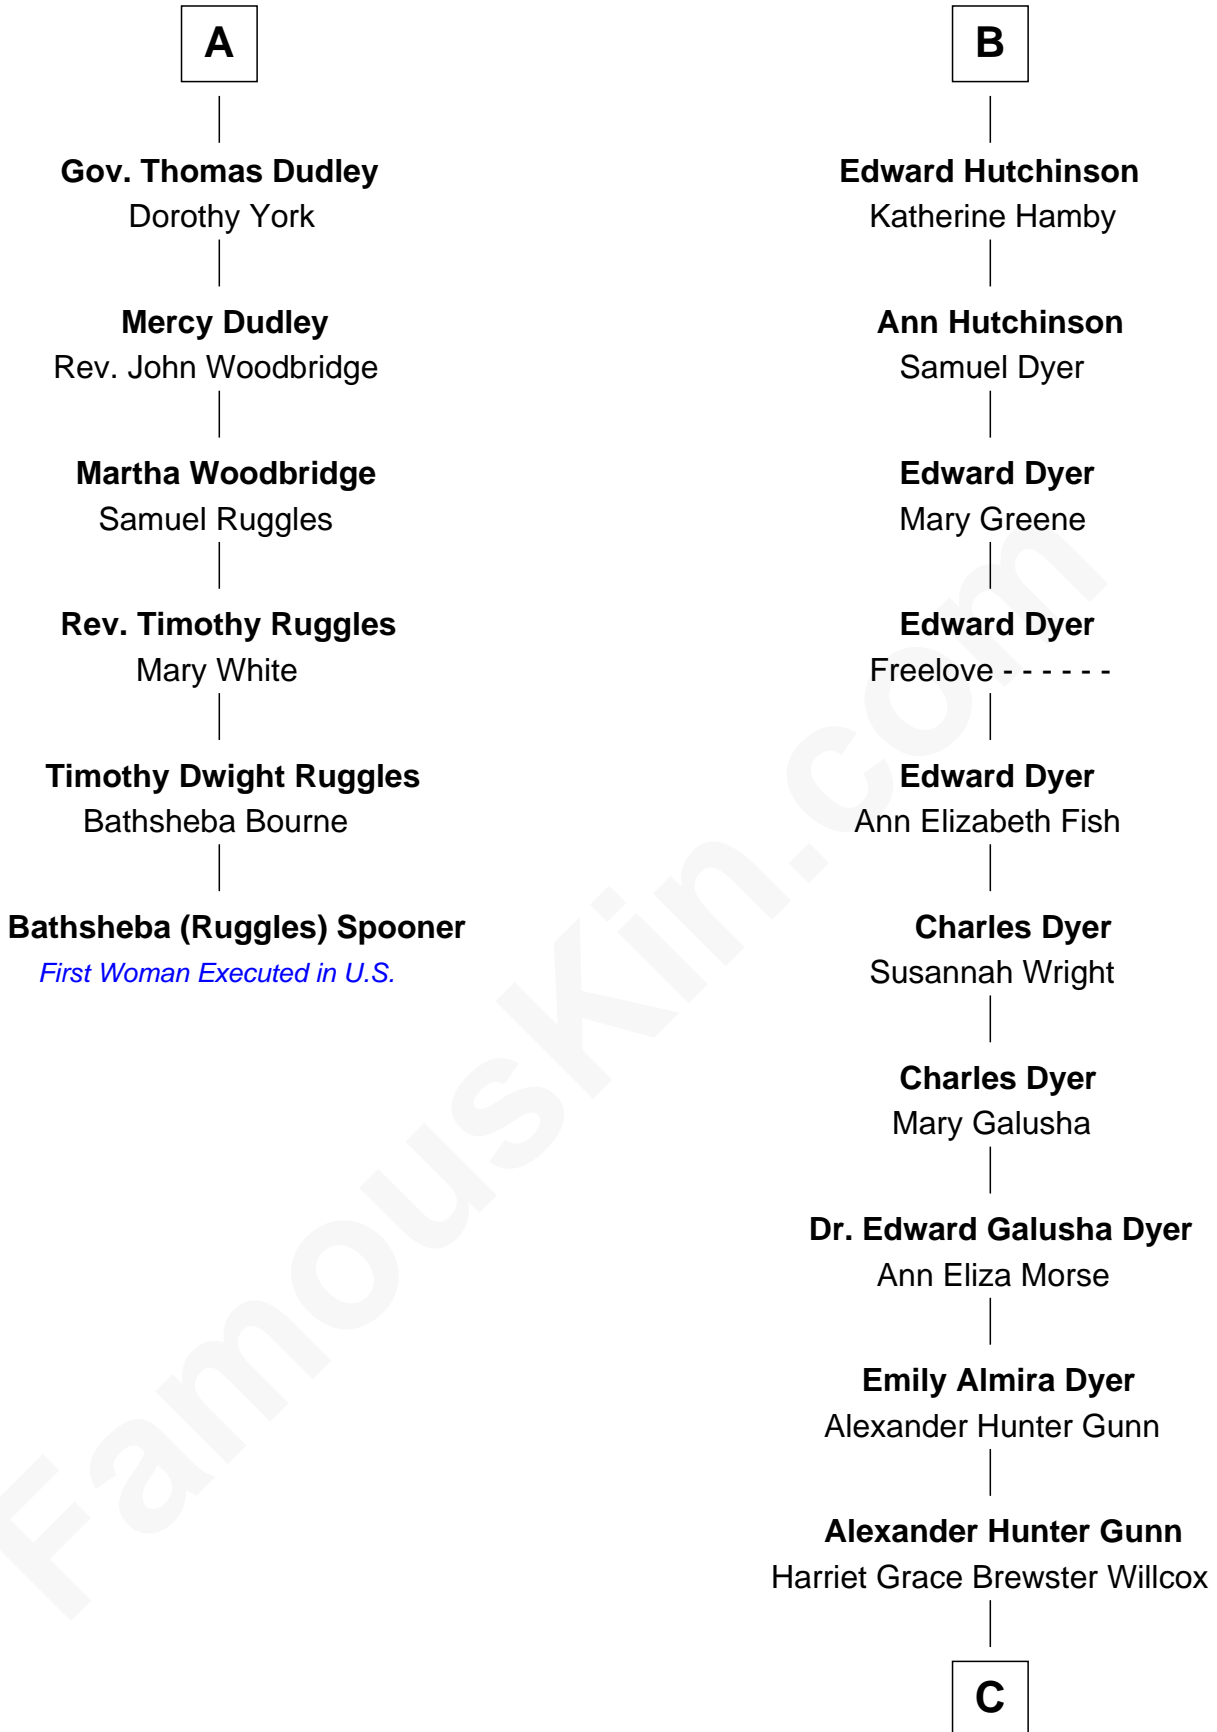 A
Gov. Thomas Dudley
Dorothy York
Mercy Dudley
Rev. John Woodbridge
Martha Woodbridge
Samuel Ruggles
Rev. Timothy Ruggles
Mary White
Timothy Dwight Ruggles
Bathsheba Bourne
Bathsheba (Ruggles) Spooner
First Woman Executed in U.S.
B
Edward Hutchinson
Katherine Hamby
Ann Hutchinson
Samuel Dyer
Edward Dyer
Mary Greene
Edward Dyer
Freelove - - - - - -
Edward Dyer
Ann Elizabeth Fish
Charles Dyer
Susannah Wright
Charles Dyer
Mary Galusha
Dr. Edward Galusha Dyer
Ann Eliza Morse
Emily Almira Dyer
Alexander Hunter Gunn
Alexander Hunter Gunn
Harriet Grace Brewster Willcox
C
FamousKin.com